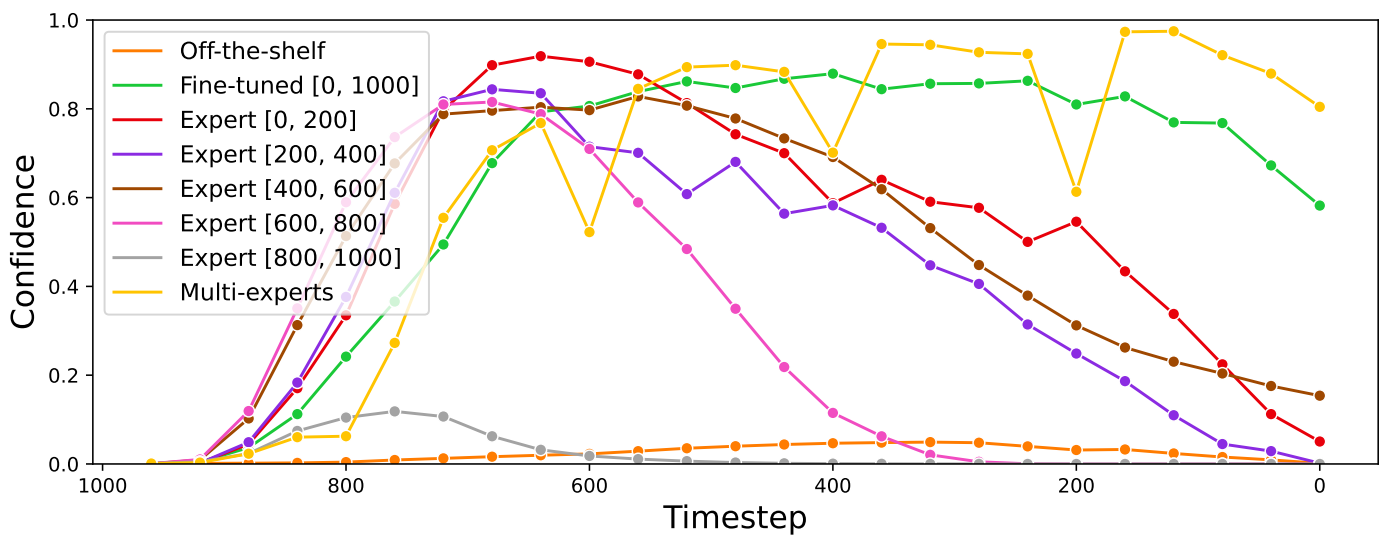 1.0
0.8
0.6
0.4
0.2
0.0
Confidence
Off-the-shelf
Fine-tuned [0, 1000]
Expert [0, 200]
Expert [200, 400]
Expert [400, 600]
Expert [600, 800]
Expert [800, 1000]
Multi-experts
1000 800 600 400 200 0
Timestep